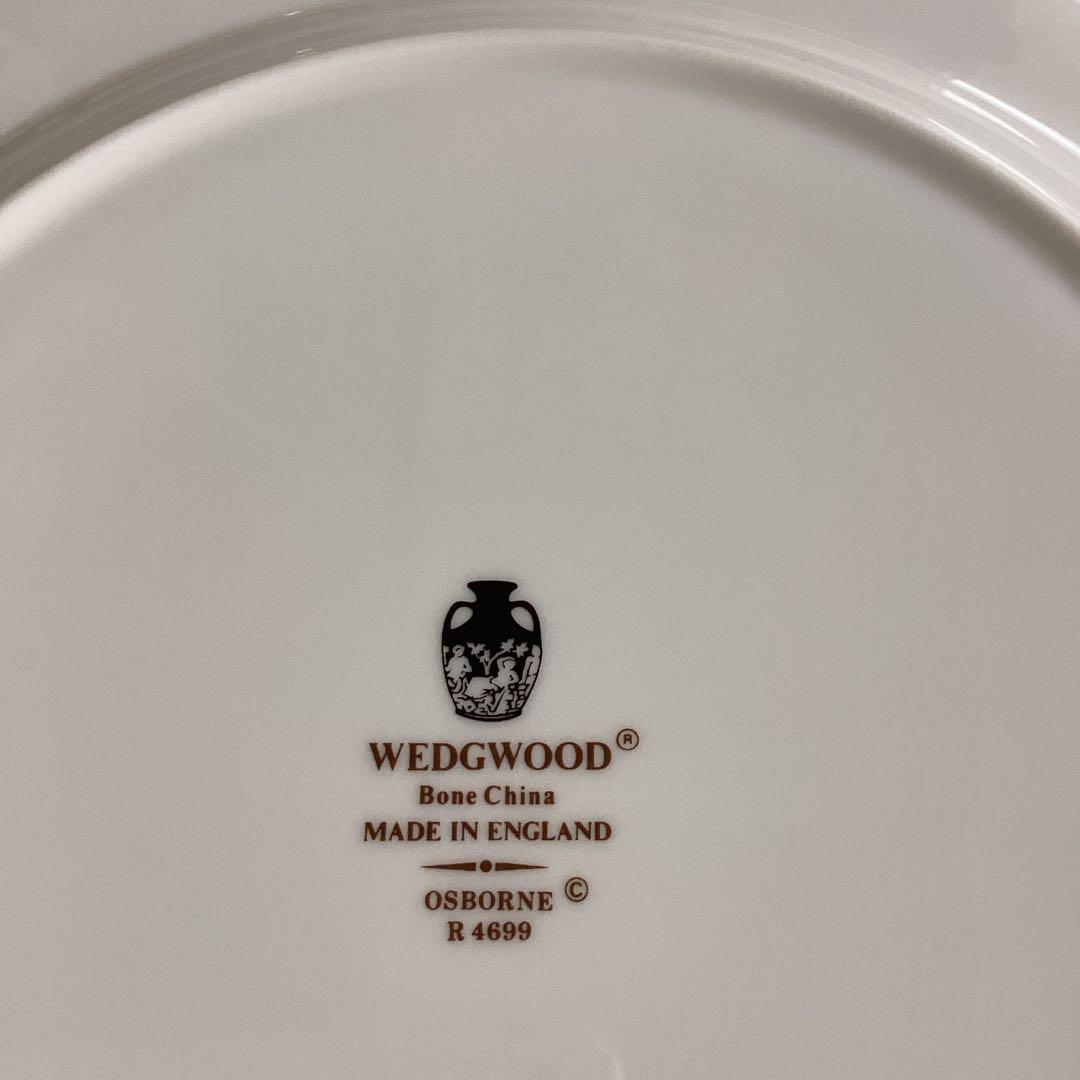 WEDGWOOD®
Bone China
MADE IN ENGLAND
OSBORNE ©
R 4699